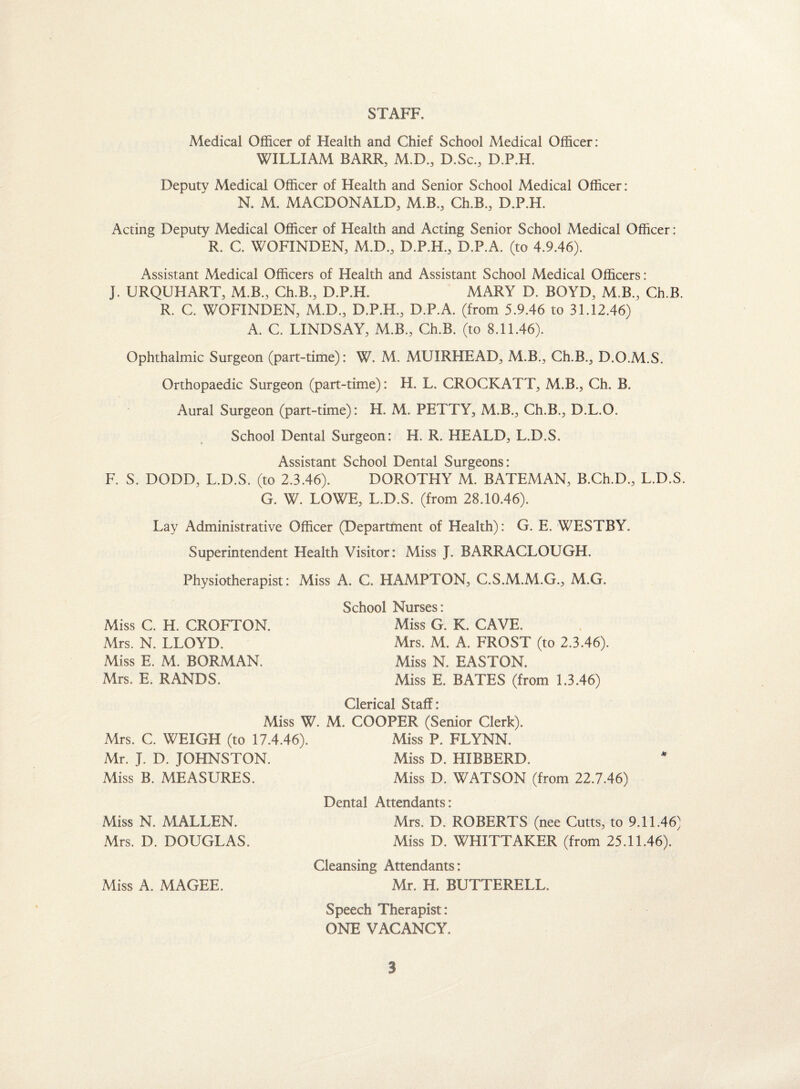 STAFF.
Medical Officer of Health and Chief School Medical Officer:
WILLIAM BARR, M.D., D.Sc., D.P.H.
Deputy Medical Officer of Health and Senior School Medical Officer:
N. M. MACDONALD, M.B., Ch.B., D.P.H.
Acting Deputy Medical Officer of Health and Acting Senior School Medical Officer:
R. C. WOFINDEN, M.D., D.P.H., D.P.A. (to 4.9.46).
Assistant Medical Officers of Health and Assistant School Medical Officers:
J. URQUHART, M.B., Ch.B., D.P.H. MARY D. BOYD, M.B., Ch.B.
R. C. WOFINDEN, M.D., D.P.H., D.P.A. (from 5.9.46 to 31.12.46)
A. C. LINDSAY, M.B., Ch.B. (to 8.11.46).
Ophthalmic Surgeon (part-time): W. M. MUIRHEAD, M.B., Ch.B., D.O.M.S.
Orthopaedic Surgeon (part-time): H. L. CROCKATT, M.B., Ch. B.
Aural Surgeon (part-time): H. M. PETTY, M.B., Ch.B., D.L.O.
School Dental Surgeon: H. R. HEALD, L.D.S.
Assistant School Dental Surgeons:
F. S. DODD, L.D.S. (to 2.3.46). DOROTHY M. BATEMAN, B.Ch.D., L.D.S.
G. W. LOWE, L.D.S. (from 28.10.46).
Lay Administrative Officer (Department of Health): G. E. WESTBY.
Superintendent Health Visitor: Miss J. BARRACLOUGH.
Physiotherapist: Miss A. C. HAMPTON, C.S.M.M.G., M.G.
School Nurses:
Miss C. H. CROFTON. Miss G. K. CAVE.
Mrs. N. LLOYD. Mrs. M. A. FROST (to 2.3.46).
Miss E. M. BORMAN. Miss N. EASTON.
Mrs. E. RANDS. Miss E. BATES (from 1.3.46)
Clerical Staff:
Miss W. M. COOPER (Senior Clerk).
Mrs. C. WEIGH (to 17.4.46). Miss P. FLYNN.
Mr. J. D. JOHNSTON. Miss D. HIBBERD. *
Miss B. MEASURES. Miss D. WATSON (from 22.7.46)
Dental Attendants:
Miss N. MALLEN. Mrs. D. ROBERTS (nee Cutts, to 9.11.46)
Mrs. D. DOUGLAS. Miss D. WHITTAKER (from 25.11.46).
Cleansing Attendants:
Miss A. MAGEE. Mr. H. BUTTERELL.
Speech Therapist:
ONE VACANCY.
3